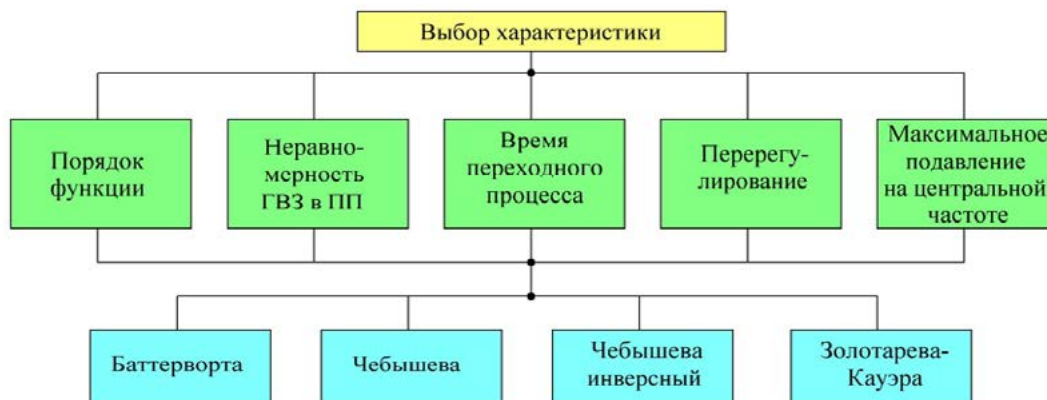 Выбор характеристики
Порядок
функции
Неравно-
мерность
ГВЗ в ПП
Время
переходного
процесса
Перерегу-
лирование
Максимальное
подавление
на центральной
частоте
Баттерворта
Чебышева
Чебышева
инверсный
Золотарева-
Кауэра